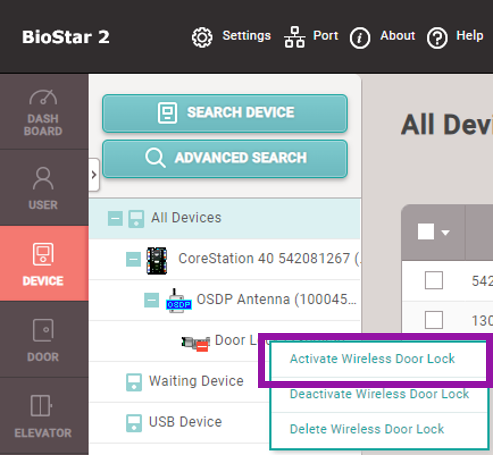 BioStar 2
Settings
Port
About
Help
DASH
BOARD
USER
DEVICE
DOOR
ELEVATOR
SEARCH DEVICE
ADVANCED SEARCH
All Devices
CoreStation 40 542081267 (.
OSDP
OSDP Antenna (100045...
Door L
Waiting Device
USB Device
Activate Wireless Door Lock
Deactivate Wireless Door Lock
Delete Wireless Door Lock
All Devi
542
130